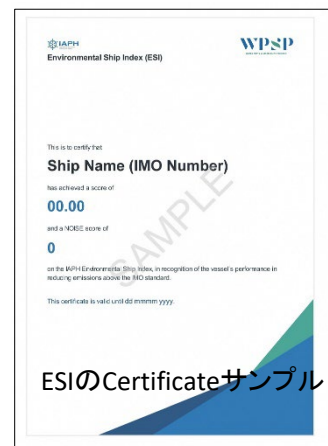 IAPH
WPSP
Environmental Ship Index (ESI)
This is to certify that
Ship Name (IMO Number)
has achieved a score of
00.00
and a NOISE score of
0
on the IAPH Environmental Ship Index, in recognition of the vessel's performance in
reducing emissions above the IMO standard.
This certificate is valid until dd mmmm yyyy.
SAMPLE
ESIのCertificateサンプル